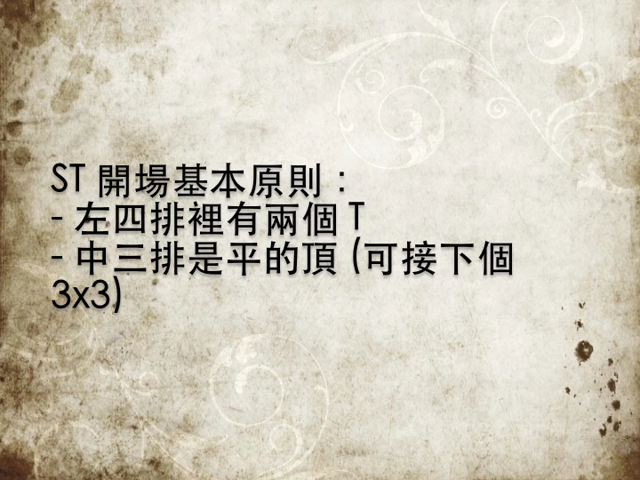 ST 開場基本原則：
- 左四排裡有兩個 T
- 中三排是平的頂 (可接下個
3x3)